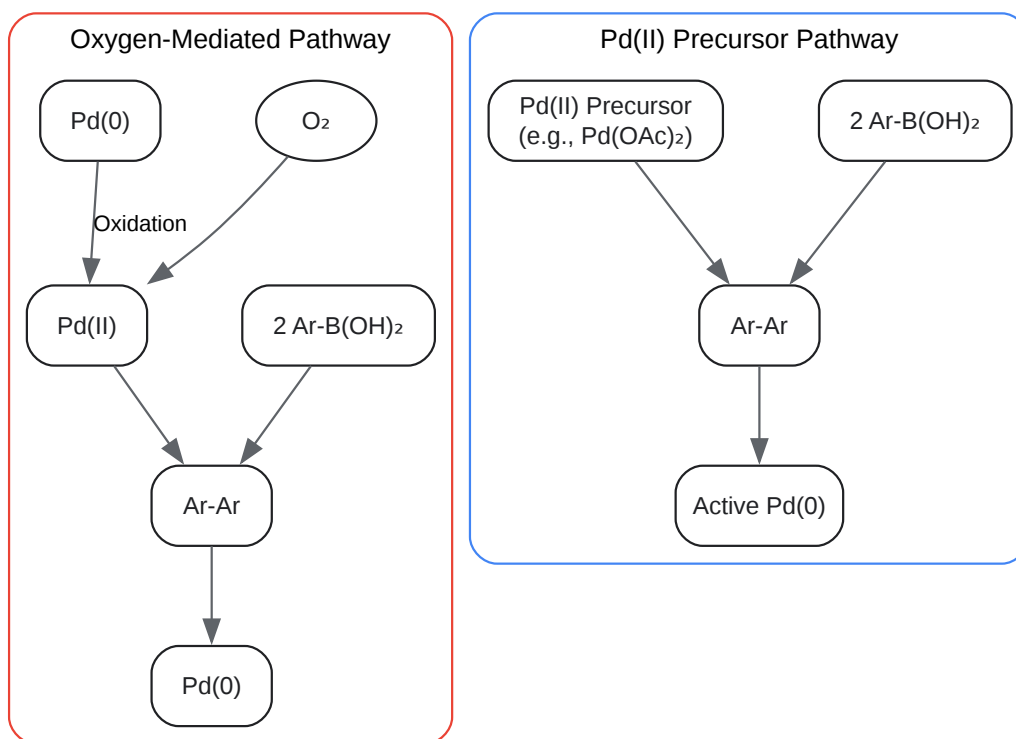 Oxygen-Mediated Pathway
Pd(0)
O₂
Oxidation
Pd(II)
2 Ar-B(OH)₂
Ar-Ar
Pd(0)
Pd(II) Precursor Pathway
Pd(II) Precursor
(e.g., Pd(OAc)₂)
2 Ar-B(OH)₂
Ar-Ar
Active Pd(0)